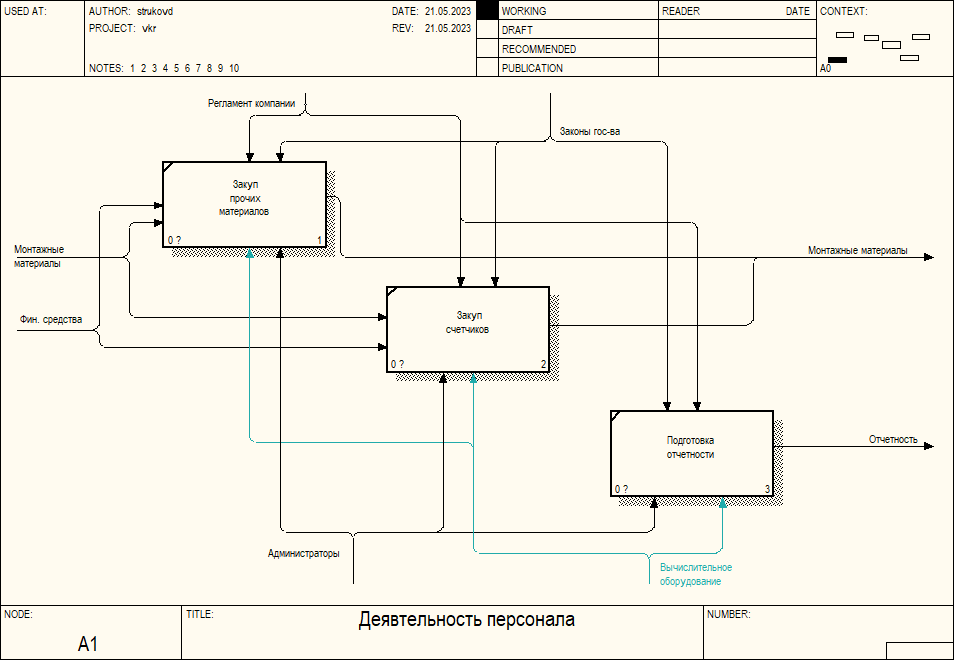 USED AT:
AUTHOR: strukovd
DATE: 21.05.2023
PROJECT: vkr
REV: 21.05.2023
NOTES: 1 2 3 4 5 6 7 8 9 10
WORKING
DRAFT
RECOMMENDED
PUBLICATION
READER DATE
CONTEXT:
A0
Регламент компании
Законы гос-ва
Закуп
прочих
материалов
0 ? 1
Монтажные
материалы
Монтажные материалы
Фин. средства
Закуп
счетчиков
0 ? 2
Подготовка
отчетности
0 ? 3
Отчетность
Администраторы
Вычислительное
оборудование
NODE:
A1
TITLE:
Деятельность персонала
NUMBER: